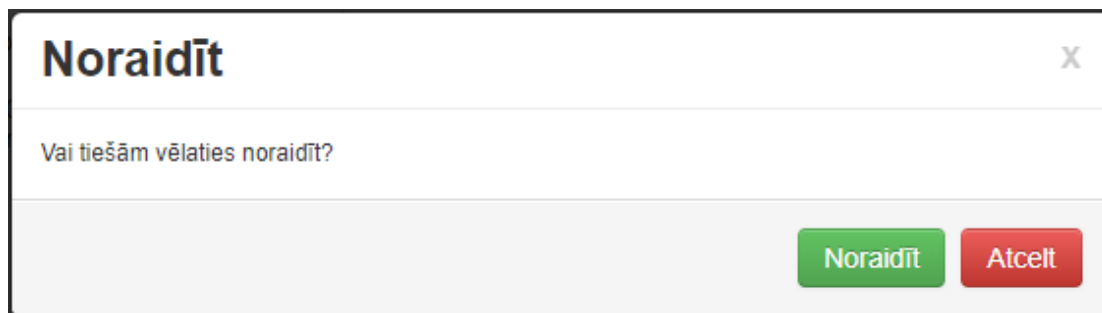 Noraidīt
x
Vai tiešām vēlaties noraidīt?
Noraidīt
Atcelt